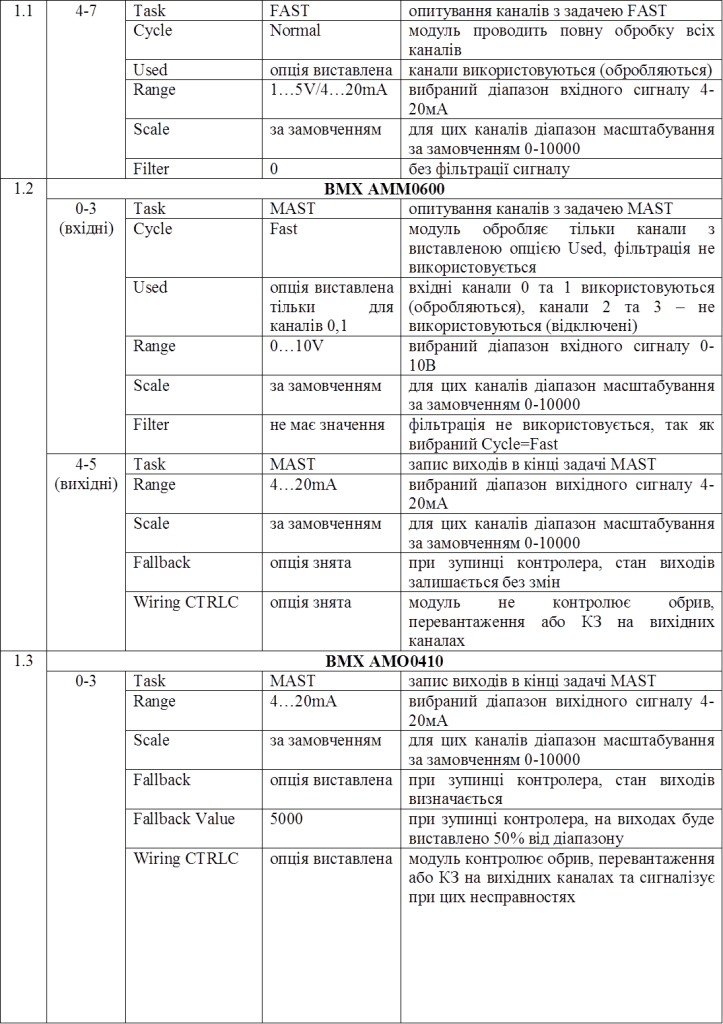 1.1 4-7 Task FAST опитування каналів з задачею FAST
Cycle Normal модуль проводить повну обробку всіх
каналів
Used опція виставлена канали використовуються (обробляються)
Range 1…5V/4…20mA вибраний діапазон вхідного сигналу 4-
20мА
Scale за замовченням для цих каналів діапазон масштабування
за замовченням 0-10000
Filter 0 без фільтрації сигналу
1.2 BMX AMM0600
0-3 Task MAST опитування каналів з задачею MAST
(вхідні) Cycle Fast модуль обробляє тільки канали з
виставленою опцією Used, фільтрація не
використовується
Used опція виставлена вхідні канали 0 та 1 використовуються
тільки для (обробляються), канали 2 та 3 – не
каналів 0,1 використовуються (відключені)
Range 0…10V вибраний діапазон вхідного сигналу 0-
10В
Scale за замовченням для цих каналів діапазон масштабування
за замовченням 0-10000
Filter не має значення фільтрація не використовується, так як
вибраний Cycle=Fast
4-5 Task MAST запис виходів в кінці задачі MAST
(вихідні) Range 4…20mA вибраний діапазон вихідного сигналу 4-
20мА
Scale за замовченням для цих каналів діапазон масштабування
за замовченням 0-10000
Fallback опція знята при зупинці контролера, стан виходів
залишається без змін
Wiring CTRLC опція знята модуль не контролює обрив,
перевантаження або КЗ на вихідних
каналах
1.3 BMX AMO0410
0-3 Task MAST запис виходів в кінці задачі MAST
Range 4…20mA вибраний діапазон вихідного сигналу 4-
20мА
Scale за замовченням для цих каналів діапазон масштабування
за замовченням 0-10000
Fallback опція виставлена при зупинці контролера, стан виходів
визначається
Fallback Value 5000 при зупинці контролера, на виходах буде
виставлено 50% від діапазону
Wiring CTRLC опція виставлена модуль контролює обрив, перевантаження
або КЗ на вихідних каналах та сигналізує
при цих несправностях